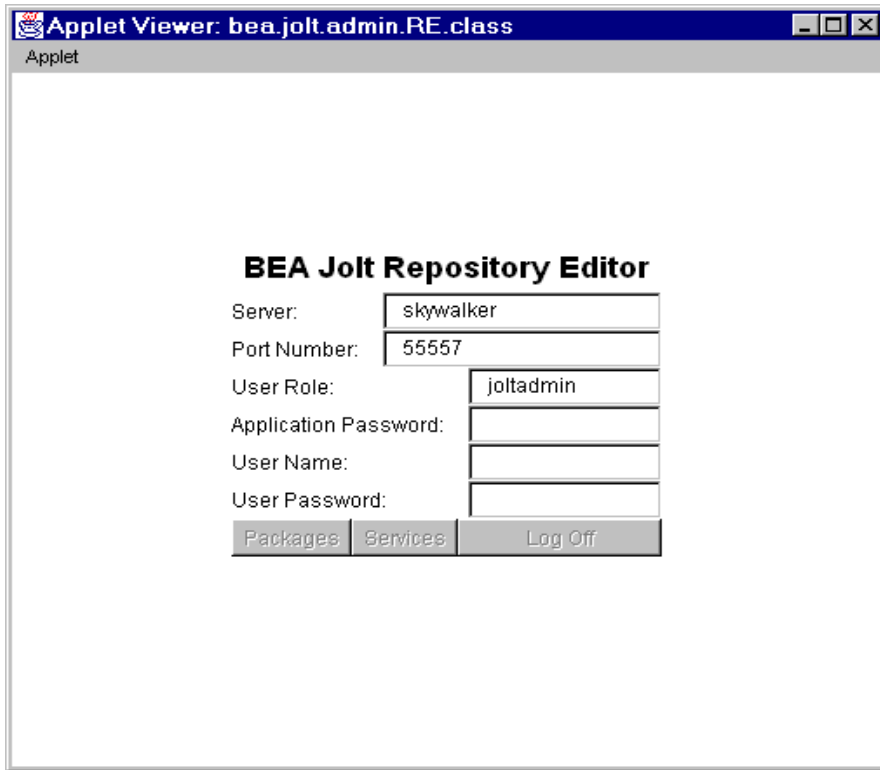 Applet Viewer: bea.jolt.admin.RE.class
Applet
BEA Jolt Repository Editor
Server: skywalker
Port Number: 55557
User Role: joltadmin
Application Password:
User Name:
User Password:
Packages Services Log Off